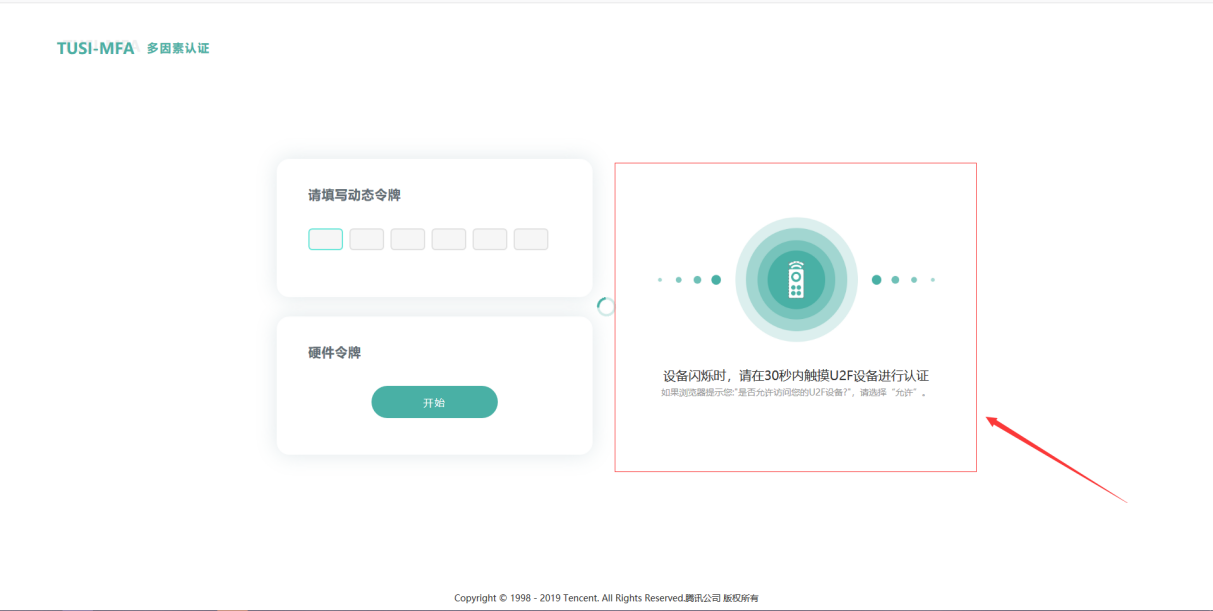 TUSI-MFA 多因素认证
请填写动态令牌
硬件令牌
开始
设备闪烁时，请在30秒内触摸U2F设备进行认证
如果浏览器提示您:"是否允许访问您的U2F设备?"，请选择“允许”。
Copyright © 1998 - 2019 Tencent. All Rights Reserved.腾讯公司 版权所有